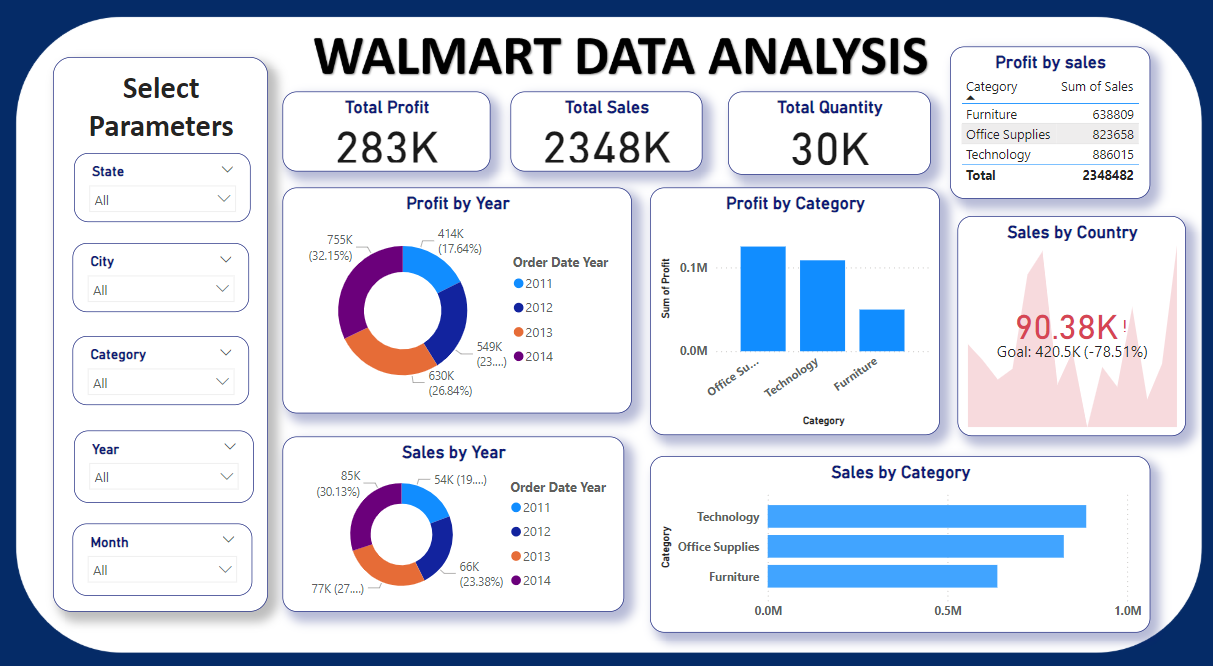 WALMART DATA ANALYSIS
Select
Parameters
State
All
City
All
Category
All
Year
All
Month
All
Total Profit
283K
Total Sales
2348K
Total Quantity
30K
Profit by sales
Category Sum of Sales
Furniture 638809
Office Supplies 823658
Technology 886015
Total 2348482
Profit by Year
755K
(32.15%)
414K
(17.64%)
549K
(23....)
630K
(26.84%)
Order Date Year
2011
2012
2013
2014
Profit by Category
Sum of Profit
0.1M
0.0M
Office Su...
Technology
Furniture
Category
Sales by Country
90.38K!
Goal: 420.5K (-78.51%)
Sales by Year
85K
(30.13%)
54K (19....)
66K
(23.38%)
77K (27....)
Order Date Year
2011
2012
2013
2014
Sales by Category
Category
Technology
Office Supplies
Furniture
0.0M 0.5M 1.0M